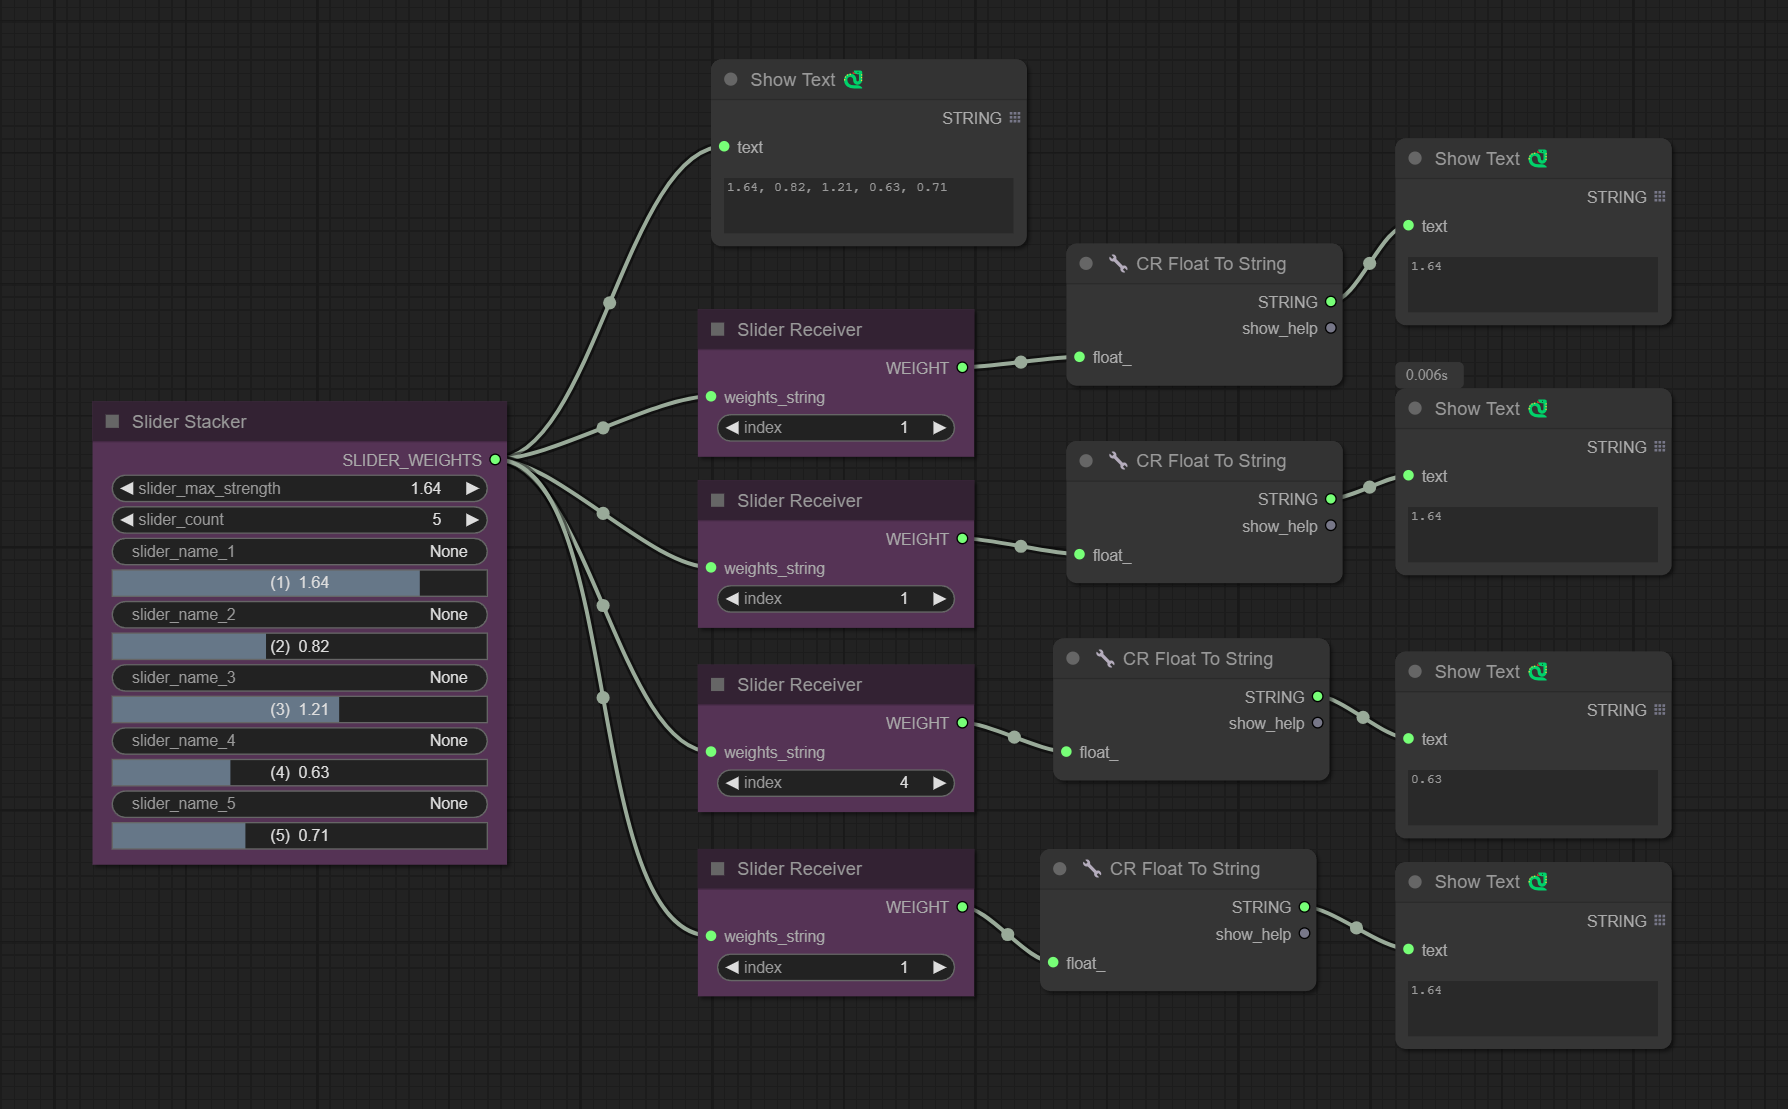 Show Text
STRING
text
1.64, 0.82, 1.21, 0.63, 0.71
Slider Stacker
SLIDER_WEIGHTS
slider_max_strength 1.64
slider_count 5
slider_name_1 None
(1) 1.64
slider_name_2 None
(2) 0.82
slider_name_3 None
(3) 1.21
slider_name_4 None
(4) 0.63
slider_name_5 None
(5) 0.71
Slider Receiver
WEIGHT
weights_string
index 1
Slider Receiver
WEIGHT
weights_string
index 1
Slider Receiver
WEIGHT
weights_string
index 4
Slider Receiver
WEIGHT
weights_string
index 1
CR Float To String
STRING
show_help
float_
CR Float To String
STRING
show_help
float_
CR Float To String
STRING
show_help
float_
CR Float To String
STRING
show_help
float_
Show Text
STRING
text
1.64
0.006s
Show Text
STRING
text
1.64
Show Text
STRING
text
0.63
Show Text
STRING
text
1.64